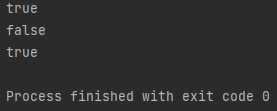 true
false
true
Process finished with exit code 0